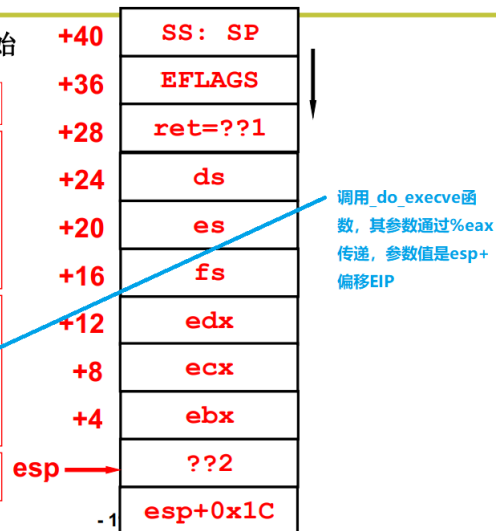 始
+40 SS: SP
+36 EFLAGS
+28 ret=??1
+24 ds
+20 es
+16 fs
+12 edx
+8 ecx
+4 ebx
esp ??2
- 1 esp+0x1C
调用_do_execve函
数，其参数通过%eax
传递，参数值是esp+
偏移EIP